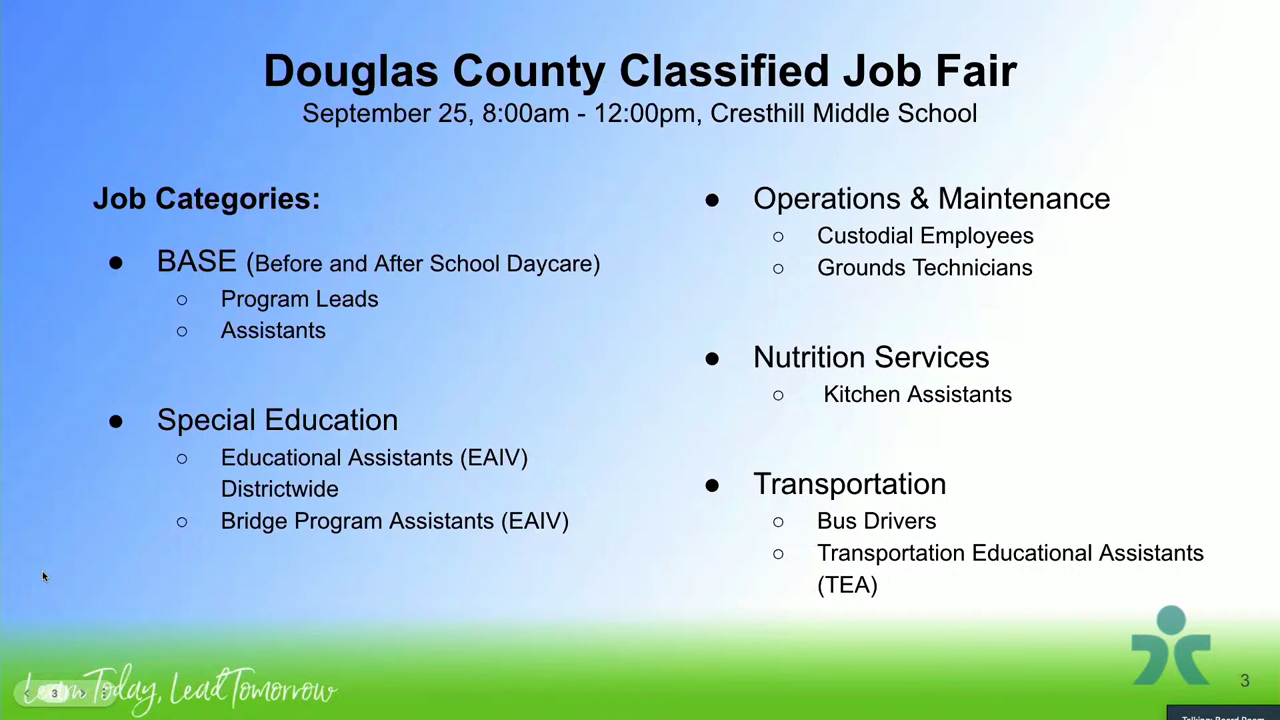 Douglas County Classified Job Fair
September 25, 8:00am - 12:00pm, Cresthill Middle School
Job Categories:
● BASE (Before and After School Daycare)
○ Program Leads
○ Assistants
● Special Education
○ Educational Assistants (EAIV)
Districtwide
○ Bridge Program Assistants (EAIV)
● Operations & Maintenance
○ Custodial Employees
○ Grounds Technicians
● Nutrition Services
○ Kitchen Assistants
● Transportation
○ Bus Drivers
○ Transportation Educational Assistants
(TEA)
Learn Today, Lead Tomorrow
3
3